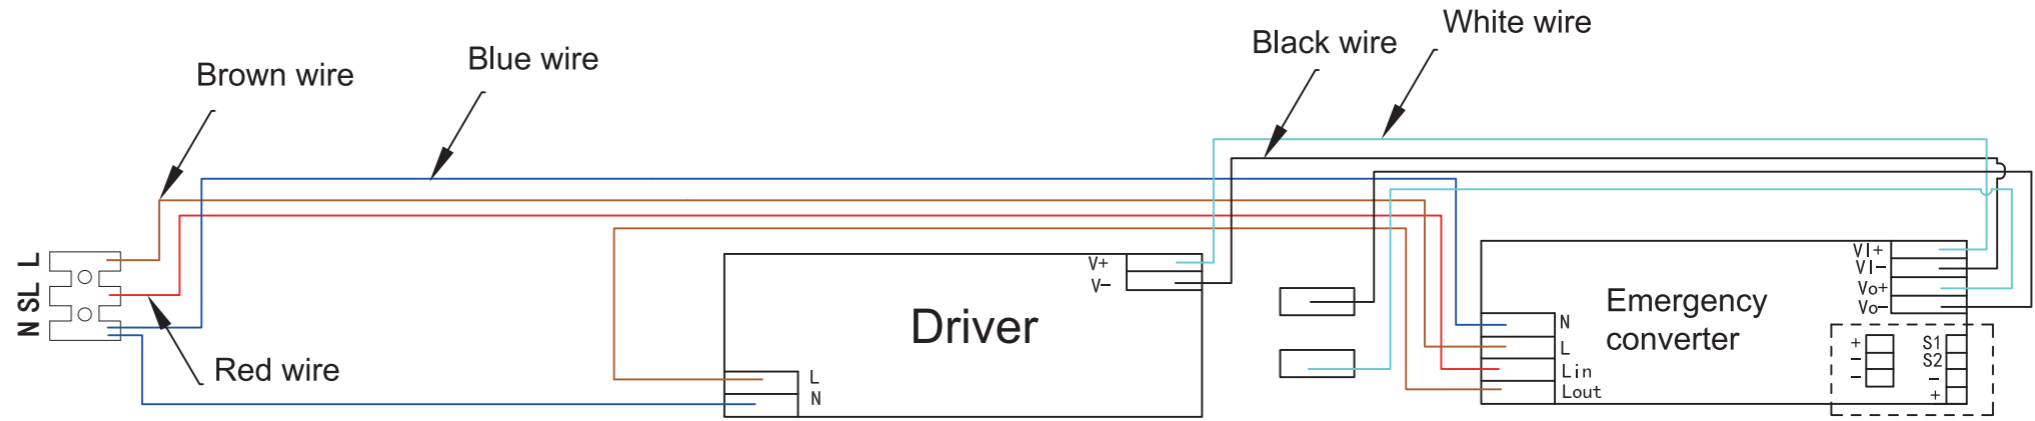 White wire
Black wire
Blue wire
Brown wire
L
SL
N
Red wire
V+
V-
Driver
L
N
VI+
VI-
Vo+
Vo-
Emergency
converter
N
L
Lin
Lout
+
-
-
S1
S2
-
+